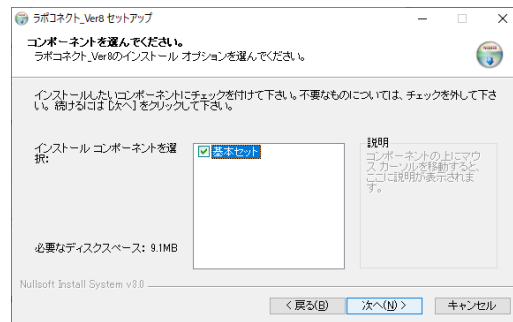 ラボコネクト_Ver8 セットアップ
コンポーネントを選んでください。
ラボコネクト_Ver8のインストール オプションを選んでください。
インストールしたいコンポーネントにチェックを付けて下さい。不要なものについては、チェックを外して下さ
い。 続けるには [次へ] をクリックして下さい。
インストール コンポーネントを選
択:
基本セット
説明
コンポーネントの上にマウ
ス カーソルを移動すると、
ここに説明が表示されま
す。
必要なディスクスペース: 9.1MB
Nullsoft Install System v3.0
< 戻る(B)
次へ(N) >
キャンセル